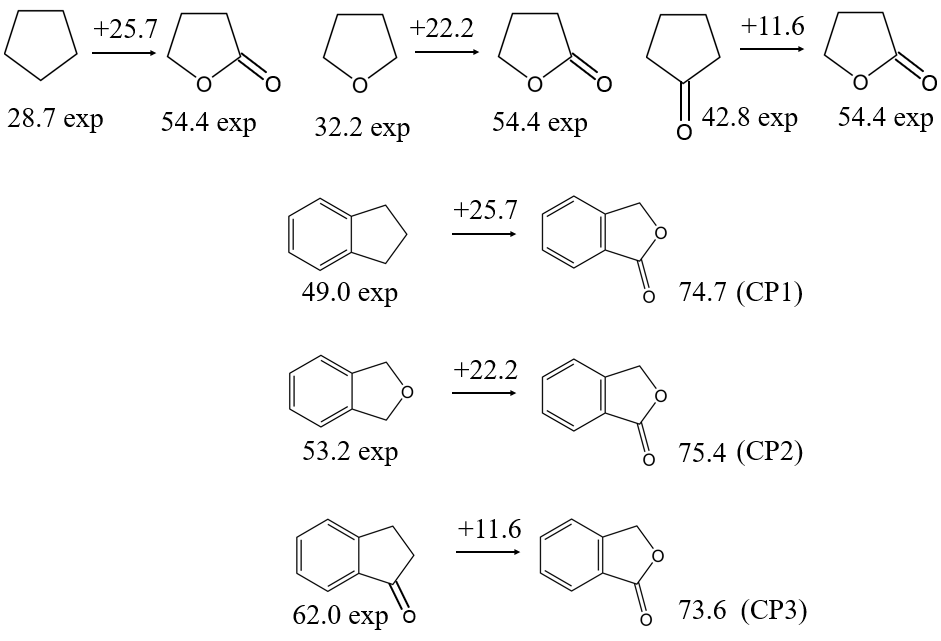 +25.7 +22.2 +11.6
O O O O O O O
28.7 exp 54.4 exp 32.2 exp 54.4 exp 42.8 exp 54.4 exp
+25.7
O
O
49.0 exp 74.7 (CP1)
+22.2
O O
O
53.2 exp 75.4 (CP2)
+11.6
O
O O
62.0 exp 73.6 (CP3)